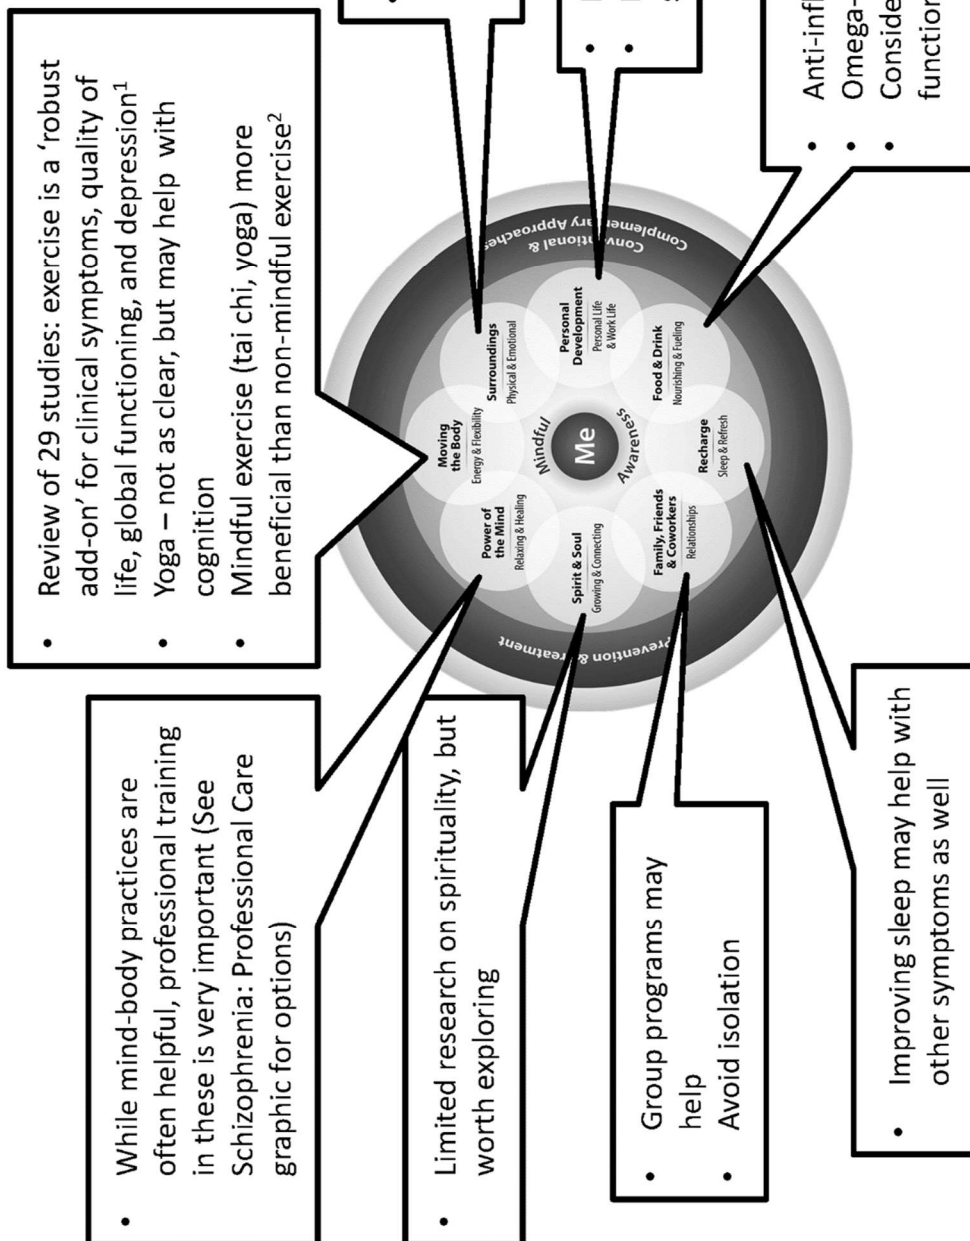 • Review of 29 studies: exercise is a ‘robust
add-on’ for clinical symptoms, quality of
life, global functioning, and depression1
• Yoga – not as clear, but may help with
cognition
• Mindful exercise (tai chi, yoga) more
beneficial than non-mindful exercise2
• While mind-body practices are
often helpful, professional training
in these is very important (See
Schizophrenia: Professional Care
graphic for options)
• Limited research on spirituality, but
worth exploring
• Group programs may
help
• Avoid isolation
• Improving sleep may help with
other symptoms as well
•
•
•
• Anti-infl
• Omega-
• Conside
function
Moving
the Body
Energy & Flexibility
Surroundings
Physical & Emotional
Personal
Development
Personal Life
& Work Life
Food & Drink
Nourishing & Fueling
Recharge
Sleep & Refresh
Family, Friends
& Coworkers
Relationships
Spirit & Soul
Growing & Connecting
Power of
the Mind
Relaxing & Healing
Mindful
Awareness
Me
Conventional &
Complementary Approaches
Prevention & Treatment